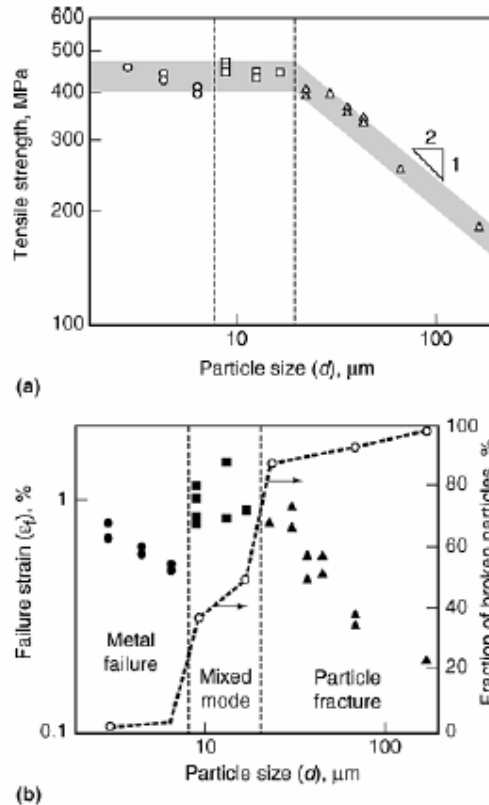 600
500
400
300
200
100
Tensile strength, MPa
2
1
10
100
Particle size (d), μm
(a)
1
0.1
Failure strain (εf), %
100
80
60
40
20
0
Fraction of broken particles, %
Metal
failure
Mixed
mode
Particle
fracture
10
100
Particle size (d), μm
(b)